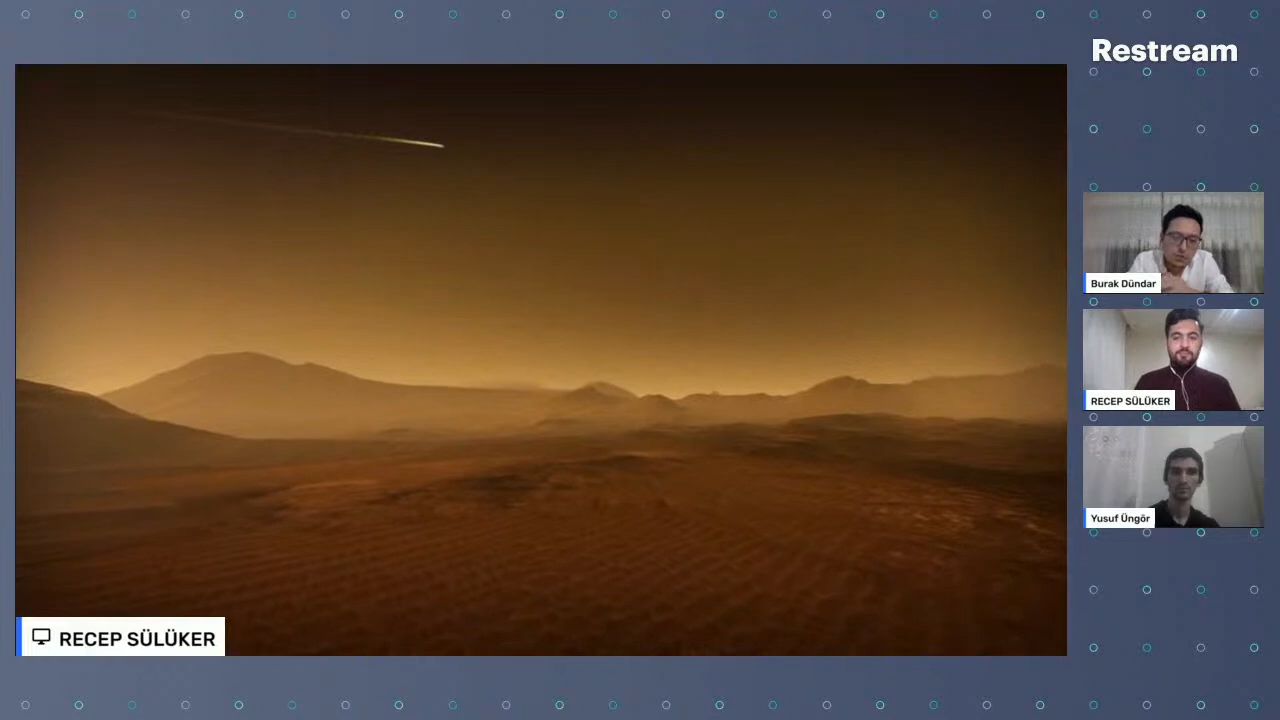 Restream
Burak Dündar
RECEP SÜLÜKER
Yusuf Üngör
RECEP SÜLÜKER